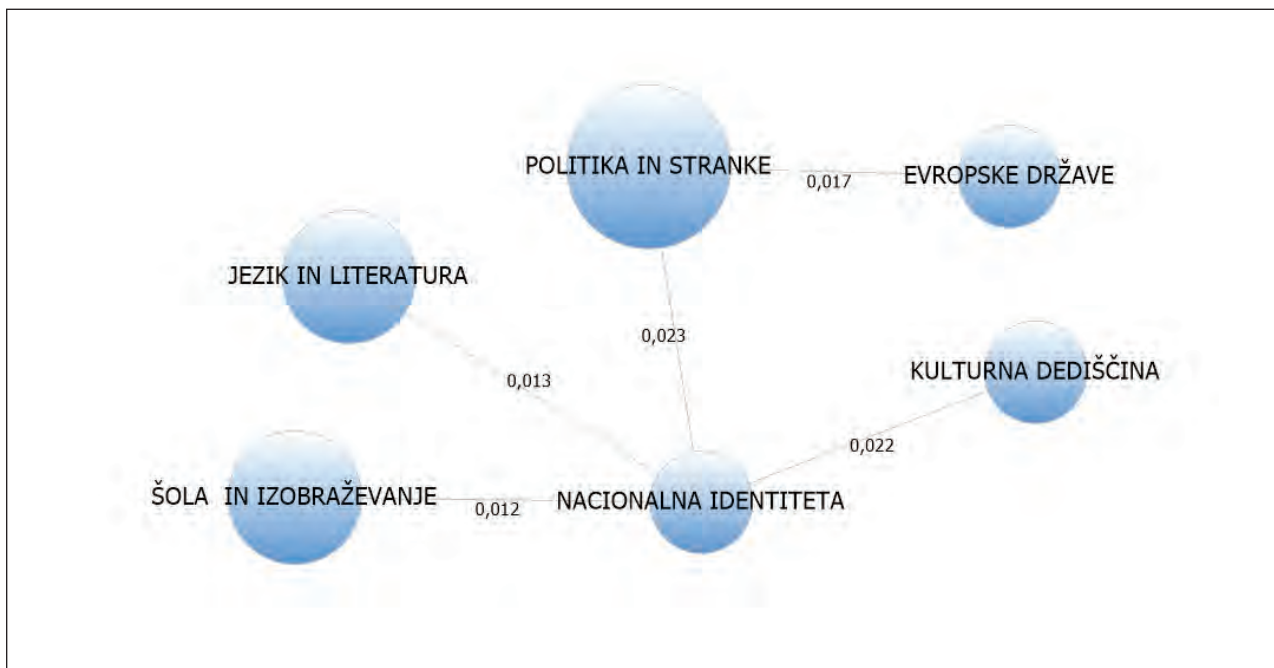 POLITIKA IN STRANKE
0,017
EVROPSKE DRŽAVE
JEZIK IN LITERATURA
0,023
0,013
KULTURNA DEDIŠČINA
0,022
ŠOLA IN IZOBRAŽEVANJE
0,012
NACIONALNA IDENTITETA